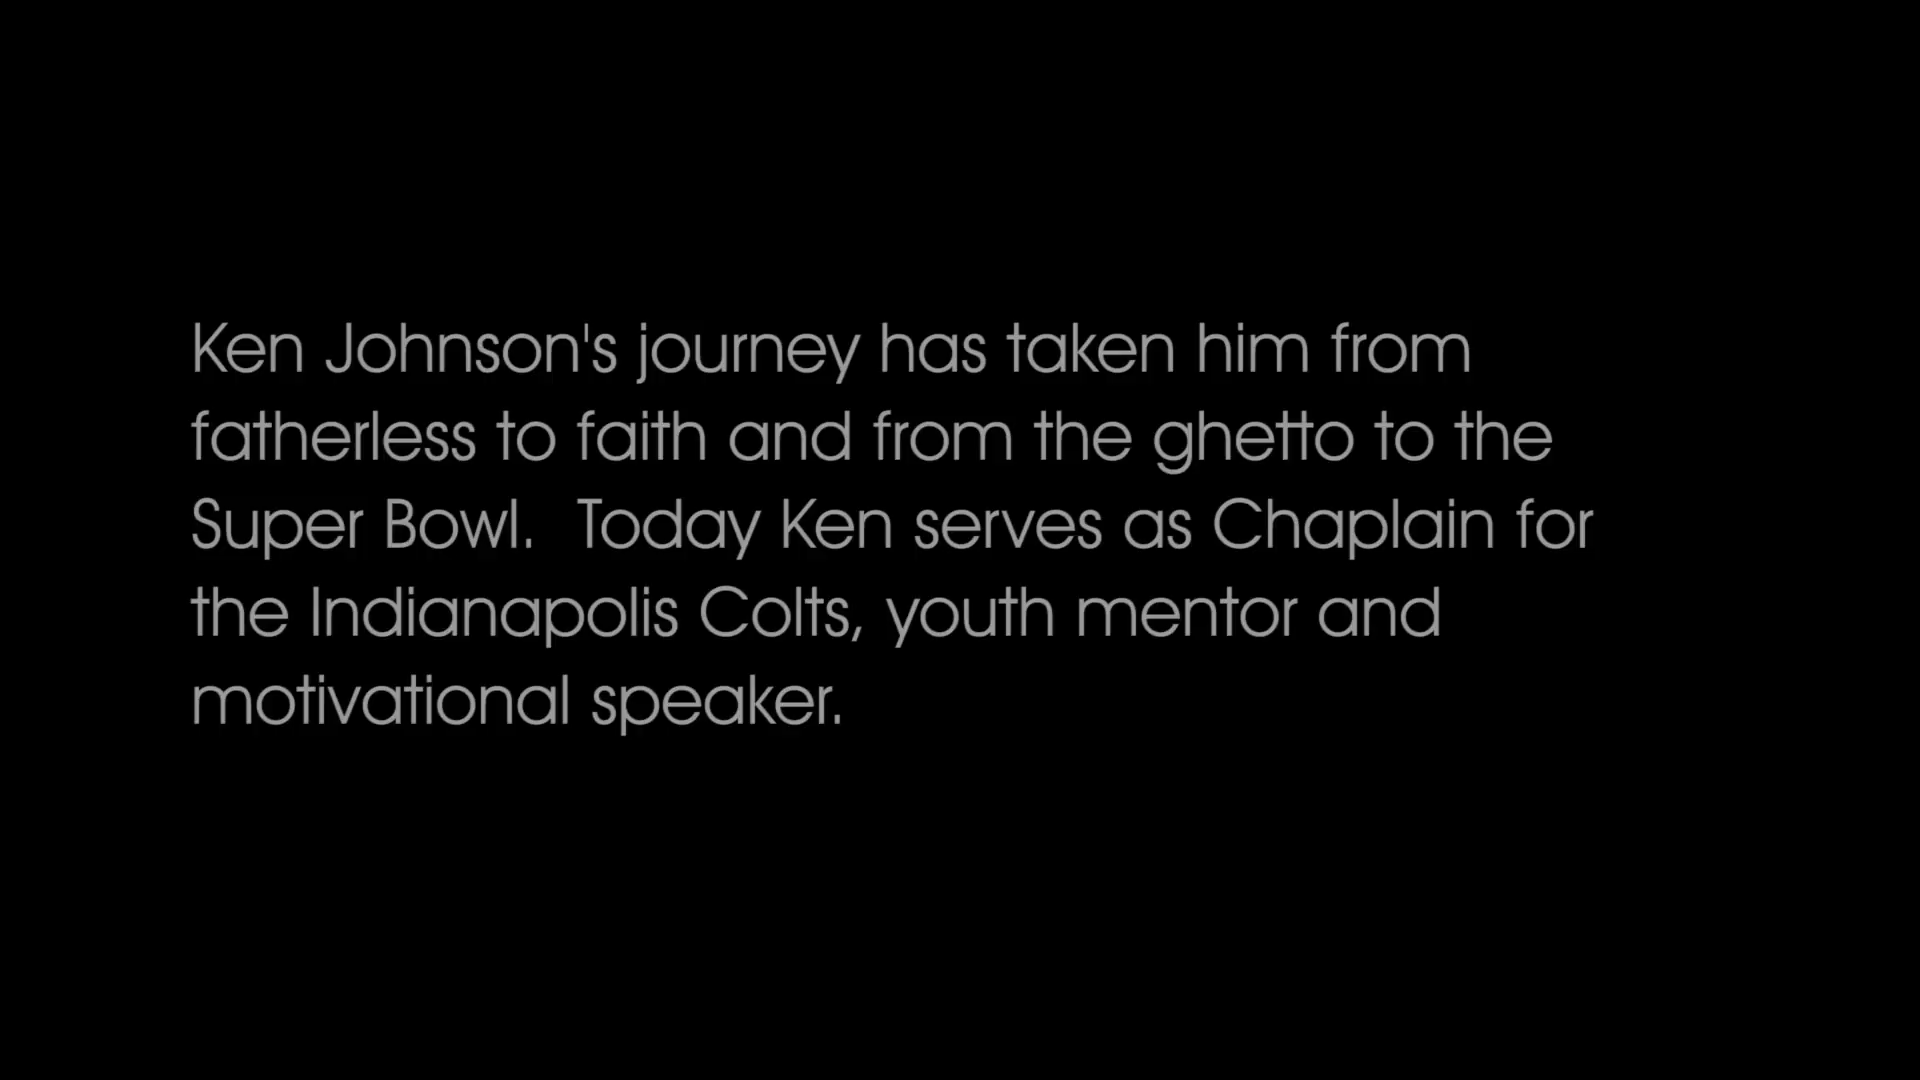 Ken Johnson's journey has taken him from
fatherless to faith and from the ghetto to the
Super Bowl.  Today Ken serves as Chaplain for
the Indianapolis Colts, youth mentor and
motivational speaker.